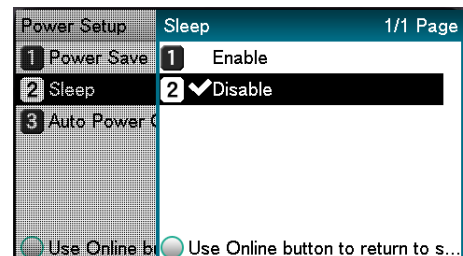 Power Setup
1 Power Save
2 Sleep
3 Auto Power
Use Online
Sleep 1/1 Page
1 Enable
2 Disable
Use Online button to return to s...